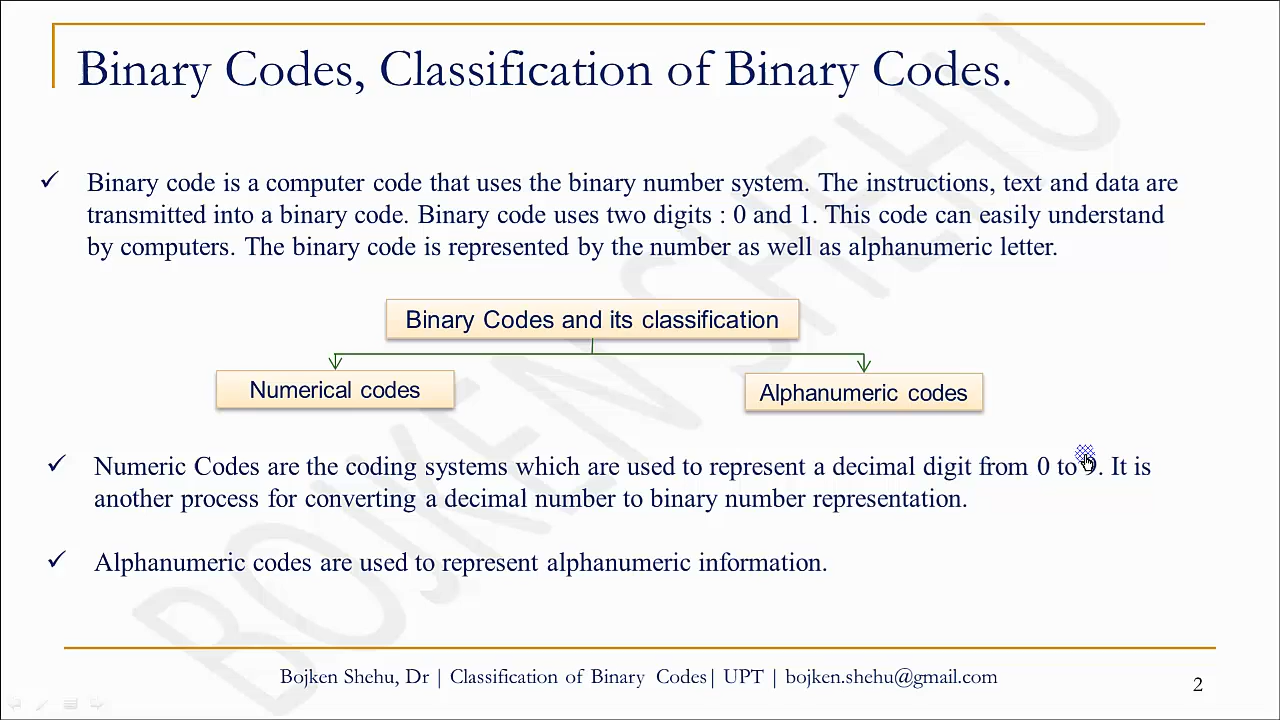 Binary Codes, Classification of Binary Codes.
✓ Binary code is a computer code that uses the binary number system. The instructions, text and data are
transmitted into a binary code. Binary code uses two digits : 0 and 1. This code can easily understand
by computers. The binary code is represented by the number as well as alphanumeric letter.
Binary Codes and its classification
Numerical codes
Alphanumeric codes
✓ Numeric Codes are the coding systems which are used to represent a decimal digit from 0 to 9. It is
another process for converting a decimal number to binary number representation.
✓ Alphanumeric codes are used to represent alphanumeric information.
BOJKEN SHEHU
Bojken Shehu, Dr | Classification of Binary Codes| UPT | bojken.shehu@gmail.com
2